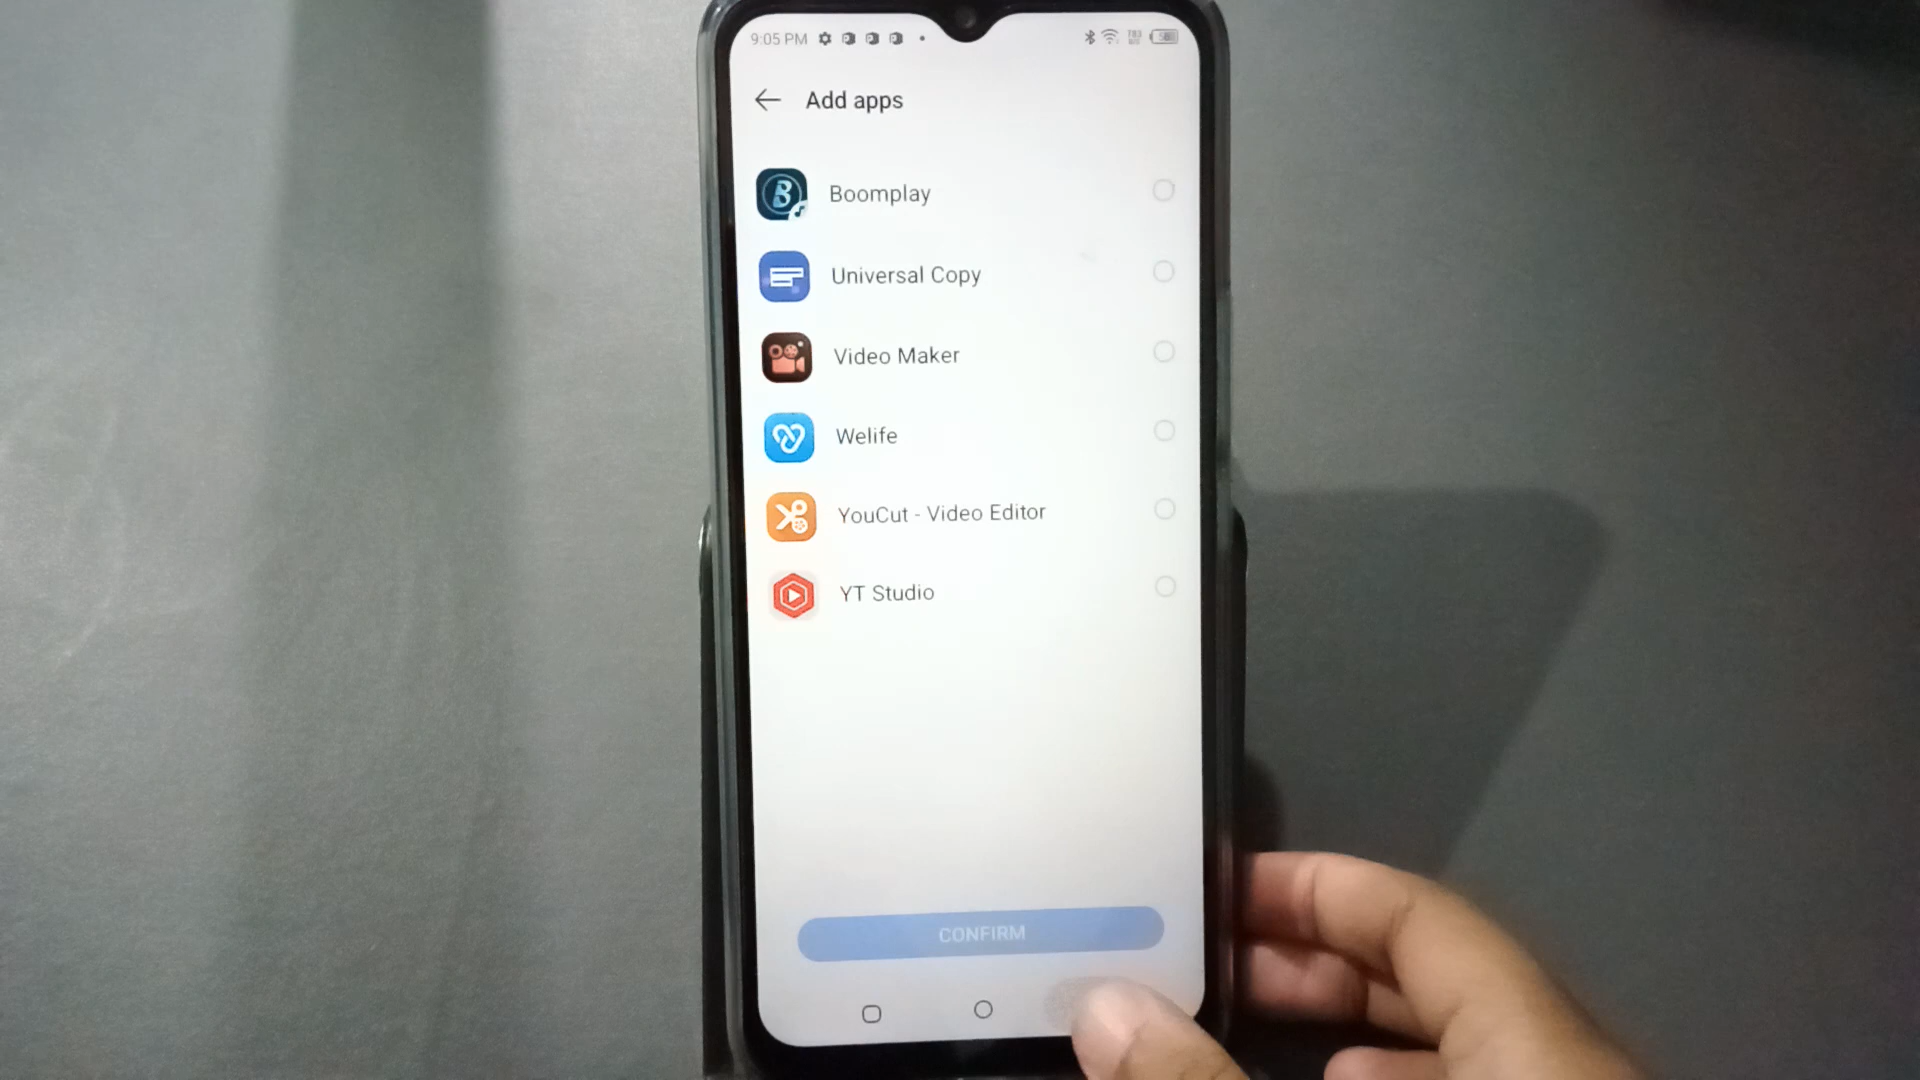 9:05 PM
Add apps
Boomplay
Universal Copy
Video Maker
Welife
YouCut - Video Editor
YT Studio
CONFIRM